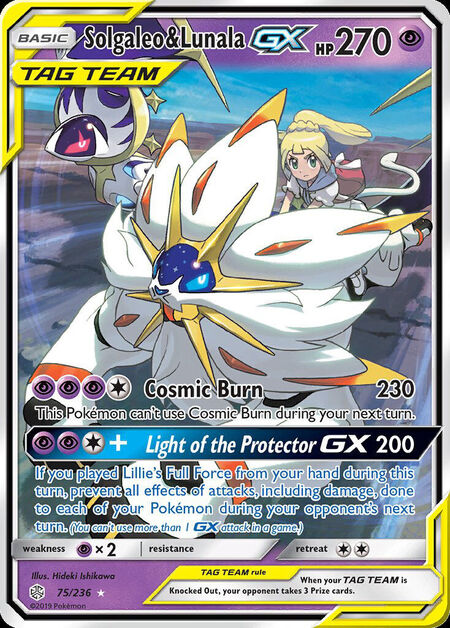 BASIC Solgaleo&Lunala GX HP270
TAG TEAM
Cosmic Burn 230
This Pokémon can't use Cosmic Burn during your next turn.
+ Light of the Protector GX 200
If you played Lillie's Full Force from your hand during this
turn, prevent all effects of attacks, including damage, done
to each of your Pokémon during your opponent's next
turn. (You can't use more than 1 GX attack in a game.)
weakness ×2 resistance retreat
Illus. Hideki Ishikawa
75/236
©2019 Pokémon
TAG TEAM rule
When your TAG TEAM is
Knocked Out, your opponent takes 3 Prize cards.